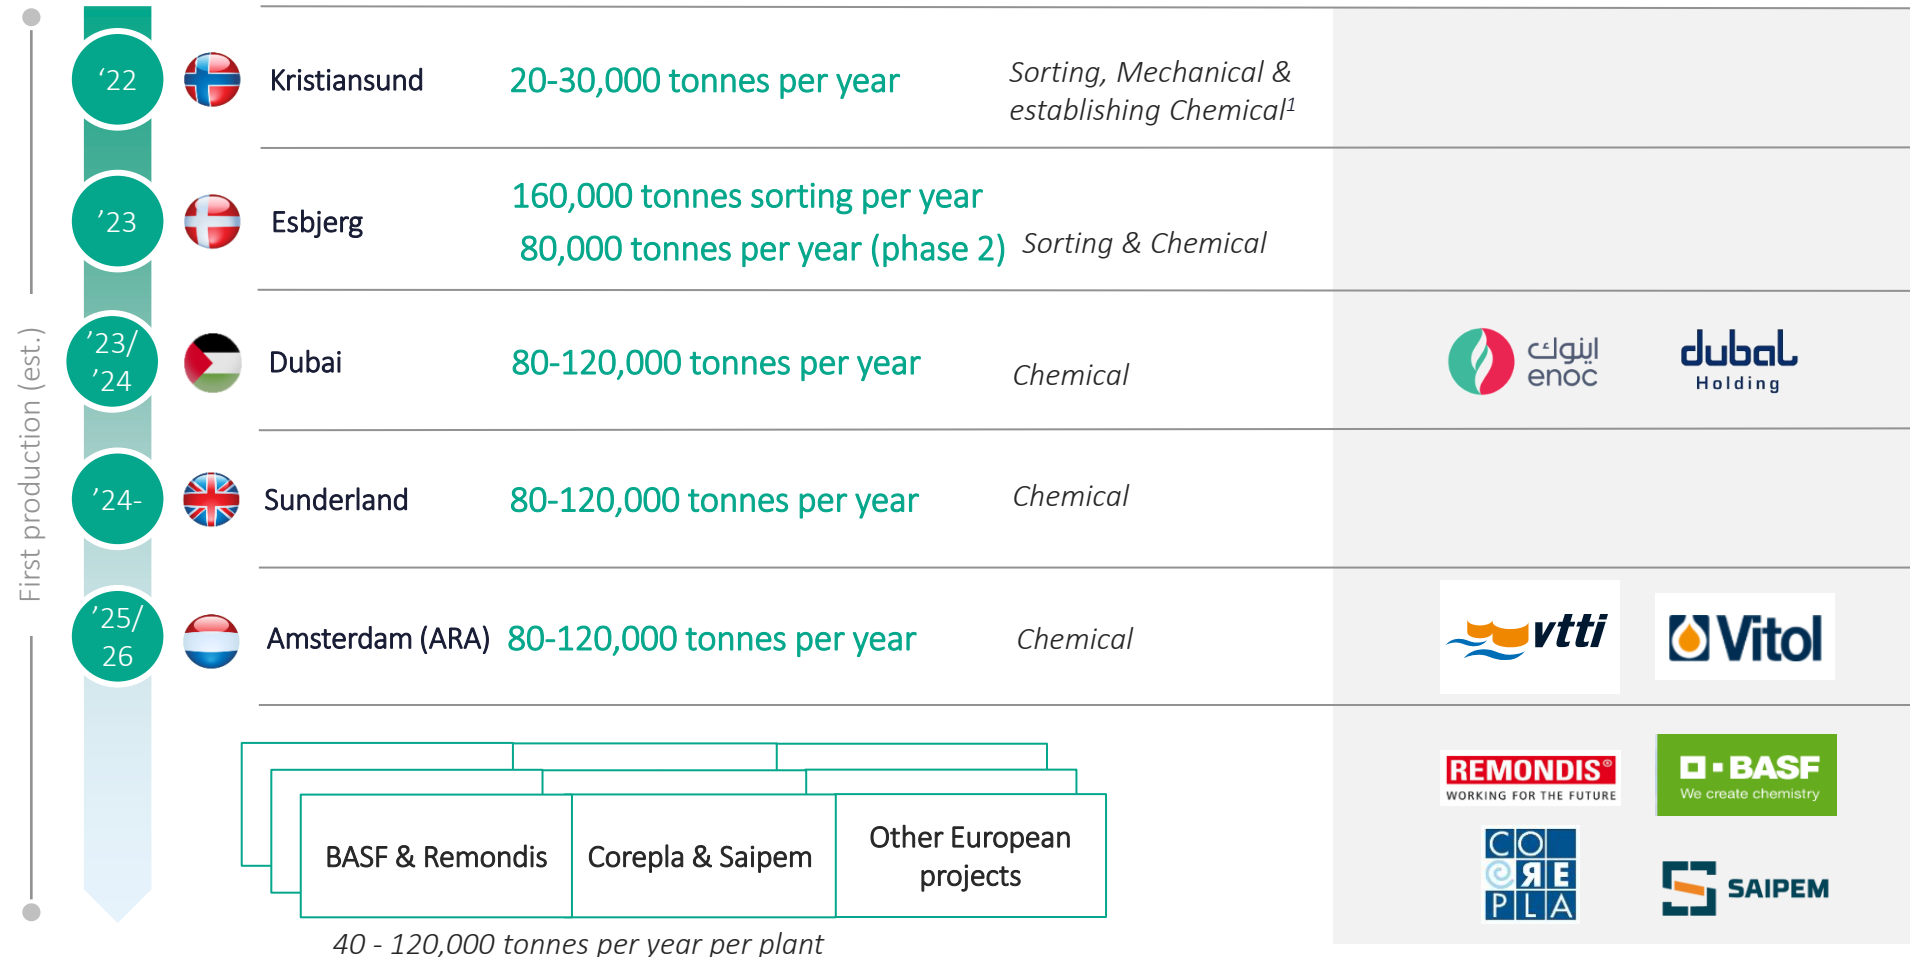 First production (est.)
‘22
Kristiansund
20-30,000 tonnes per year
Sorting, Mechanical &
establishing Chemical1
’23
Esbjerg
160,000 tonnes sorting per year
80,000 tonnes per year (phase 2)
Sorting & Chemical
’23/
’24
Dubai
80-120,000 tonnes per year
Chemical
اينوك
enoc
dubal
Holding
’24-
Sunderland
80-120,000 tonnes per year
Chemical
’25/
26
Amsterdam (ARA)
80-120,000 tonnes per year
Chemical
vtti
Vitol
BASF & Remondis
Corepla & Saipem
Other European
projects
40 - 120,000 tonnes per year per plant
REMONDIS®
WORKING FOR THE FUTURE
BASF
We create chemistry
CO
RE
PLA
SAIPEM